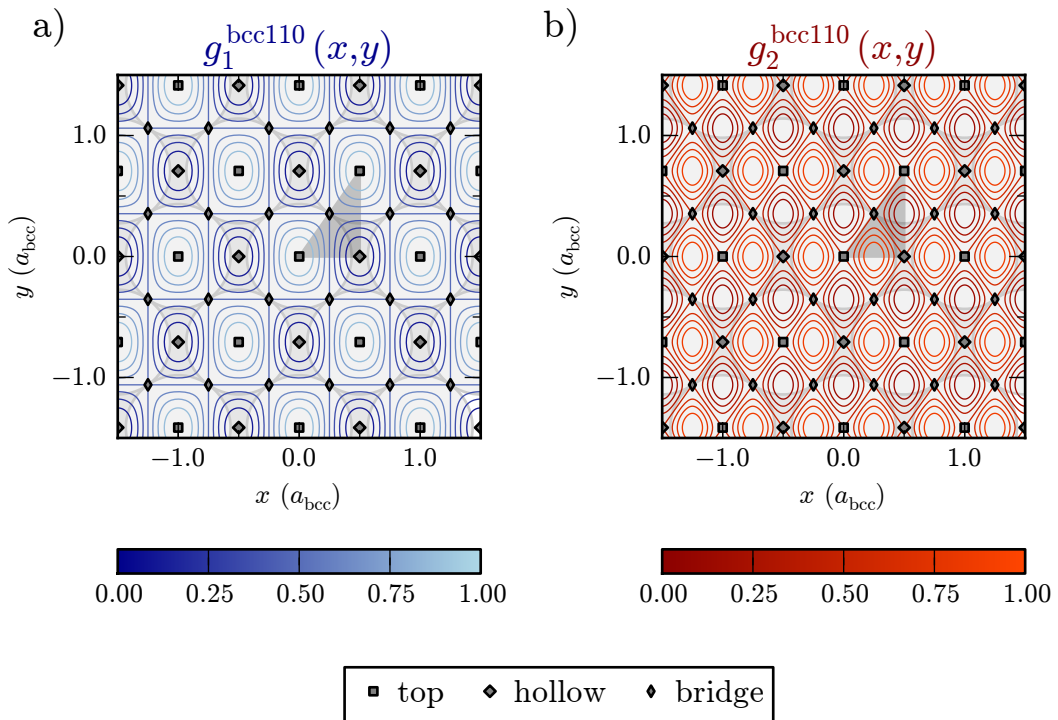 a)
g₁^bcc110 (x,y)
1.0
0.0
−1.0
y (a_bcc)
−1.0 0.0 1.0
x (a_bcc)
0.00 0.25 0.50 0.75 1.00
b)
g₂^bcc110 (x,y)
1.0
0.0
−1.0
y (a_bcc)
−1.0 0.0 1.0
x (a_bcc)
0.00 0.25 0.50 0.75 1.00
top hollow bridge